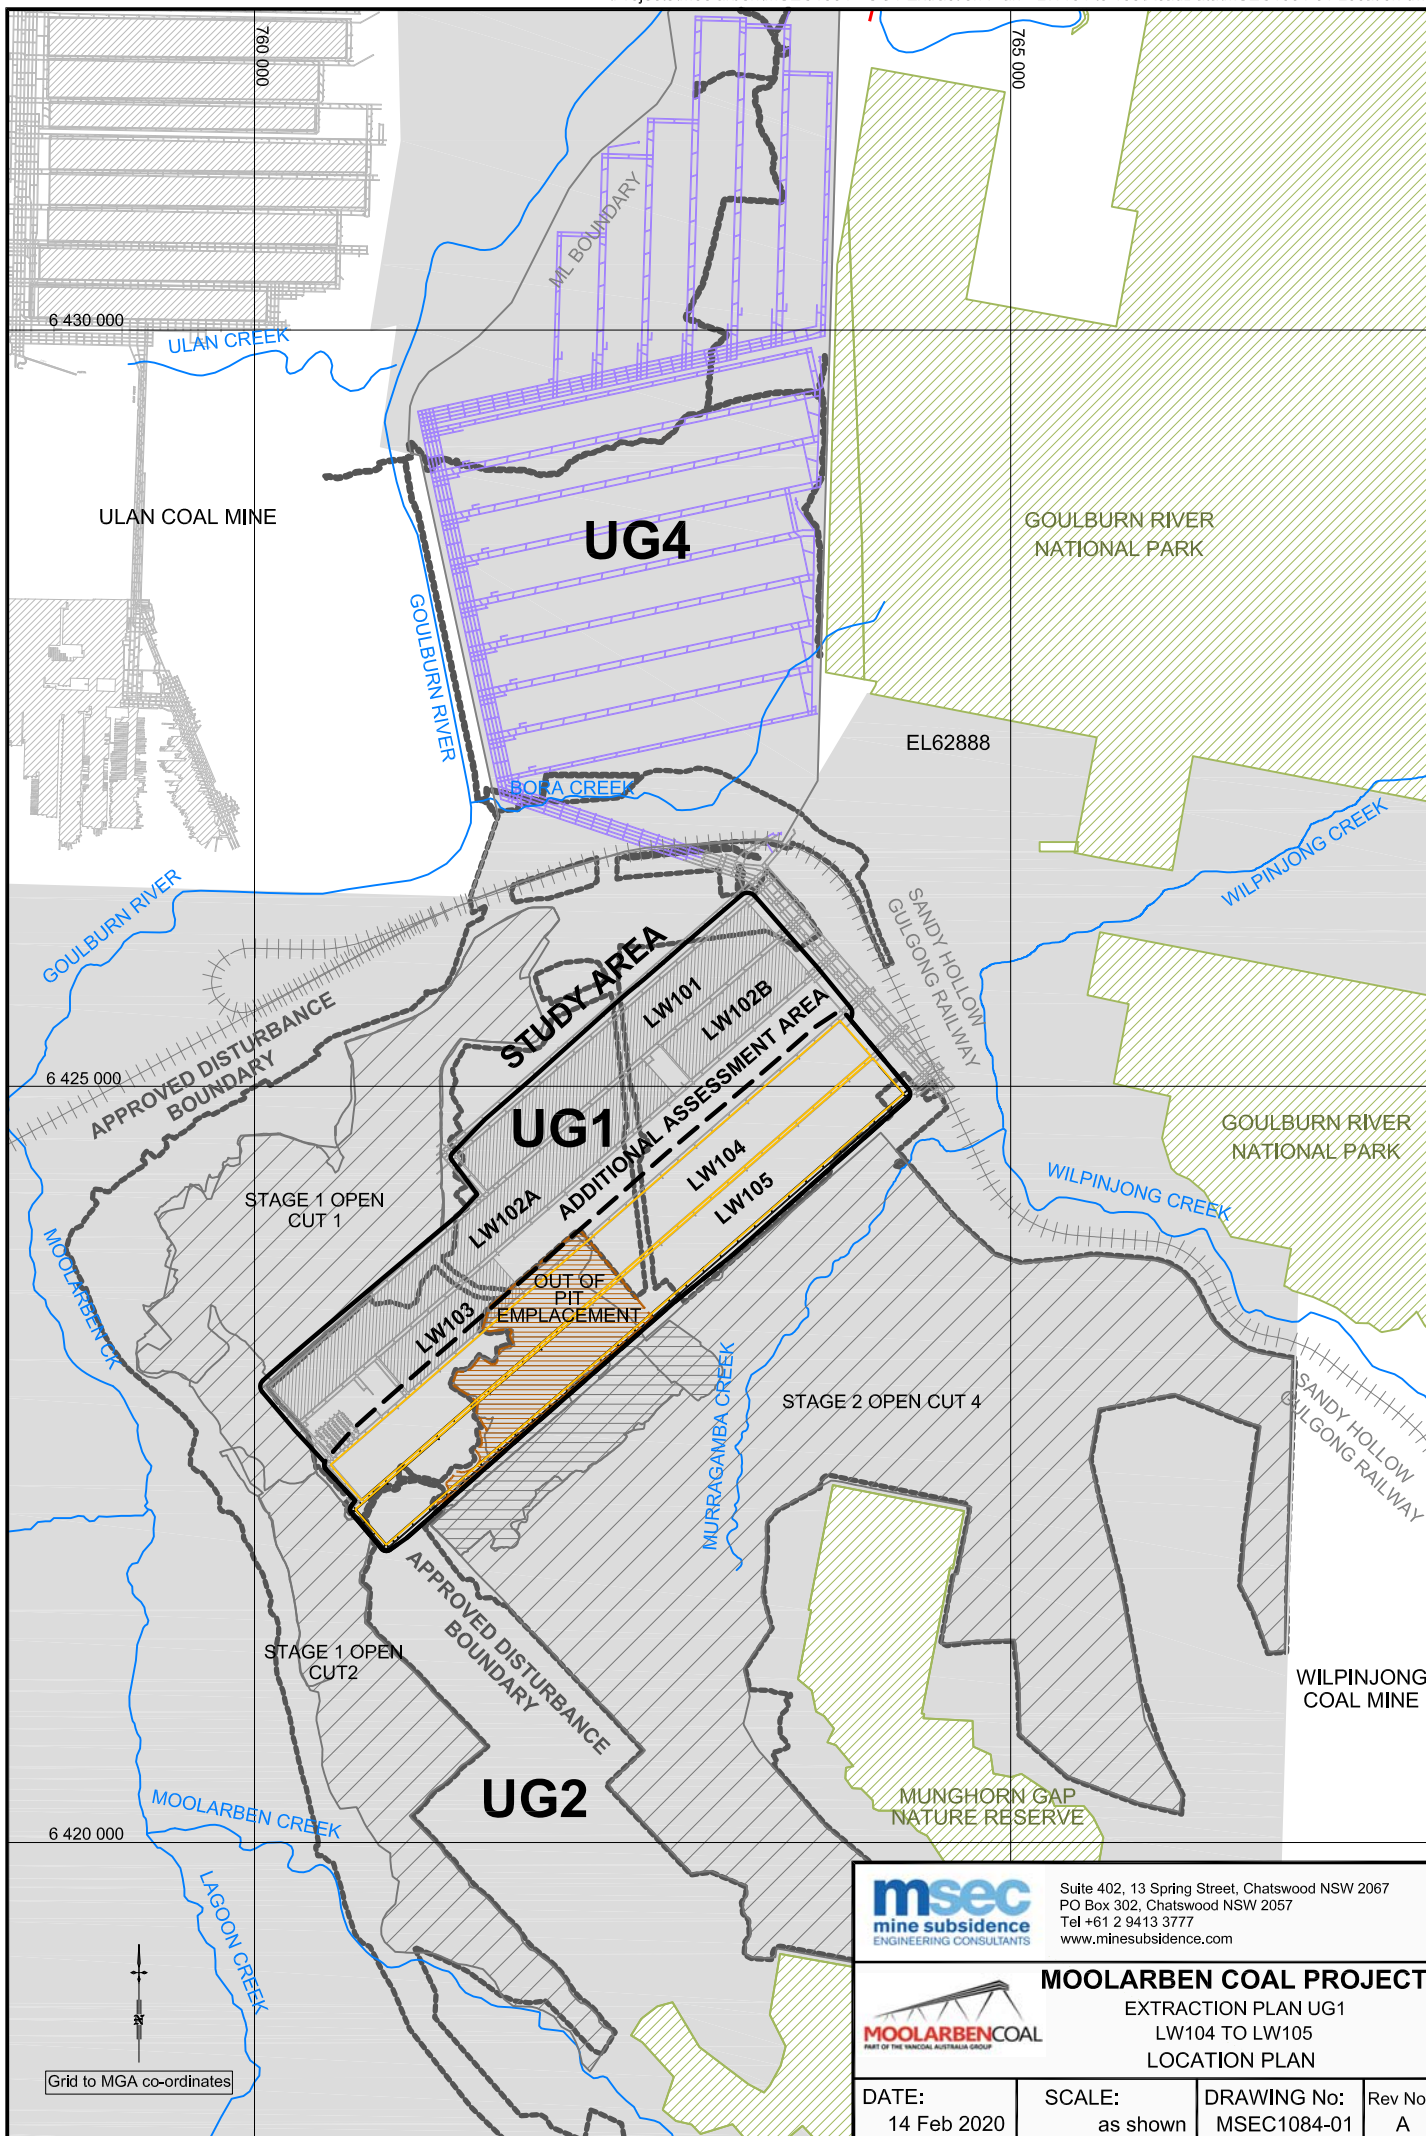 760 000
765 000
ML BOUNDARY
6 430 000
ULAN CREEK
ULAN COAL MINE
UG4
GOULBURN RIVER
NATIONAL PARK
GOULBURN RIVER
EL62888
BORA CREEK
WILPINJONG CREEK
GOULBURN RIVER
SANDY HOLLOW
GULGONG RAILWAY
STUDY AREA
LW101
LW102B
APPROVED DISTURBANCE
BOUNDARY
6 425 000
ADDITIONAL ASSESSMENT AREA
UG1
GOULBURN RIVER
NATIONAL PARK
LW104
LW105
WILPINJONG CREEK
STAGE 1 OPEN
CUT 1
LW102A
MOOLARBEN CK
OUT OF
PIT
EMPLACEMENT
LW103
MURRAGAMBA CREEK
STAGE 2 OPEN CUT 4
SANDY HOLLOW
GULGONG RAILWAY
APPROVED DISTURBANCE
BOUNDARY
STAGE 1 OPEN
CUT2
WILPINJONG
COAL MINE
UG2
MUNGHORN GAP
NATURE RESERVE
MOOLARBEN CREEK
6 420 000
LAGOON CREEK
N
Grid to MGA co-ordinates
msec
mine subsidence
ENGINEERING CONSULTANTS
Suite 402, 13 Spring Street, Chatswood NSW 2067
PO Box 302, Chatswood NSW 2057
Tel +61 2 9413 3777
www.minesubsidence.com
MOOLARBENCOAL
PART OF THE YANCOAL AUSTRALIA GROUP
MOOLARBEN COAL PROJECT
EXTRACTION PLAN UG1
LW104 TO LW105
LOCATION PLAN
DATE:
14 Feb 2020
SCALE:
as shown
DRAWING No:
MSEC1084-01
Rev No
A